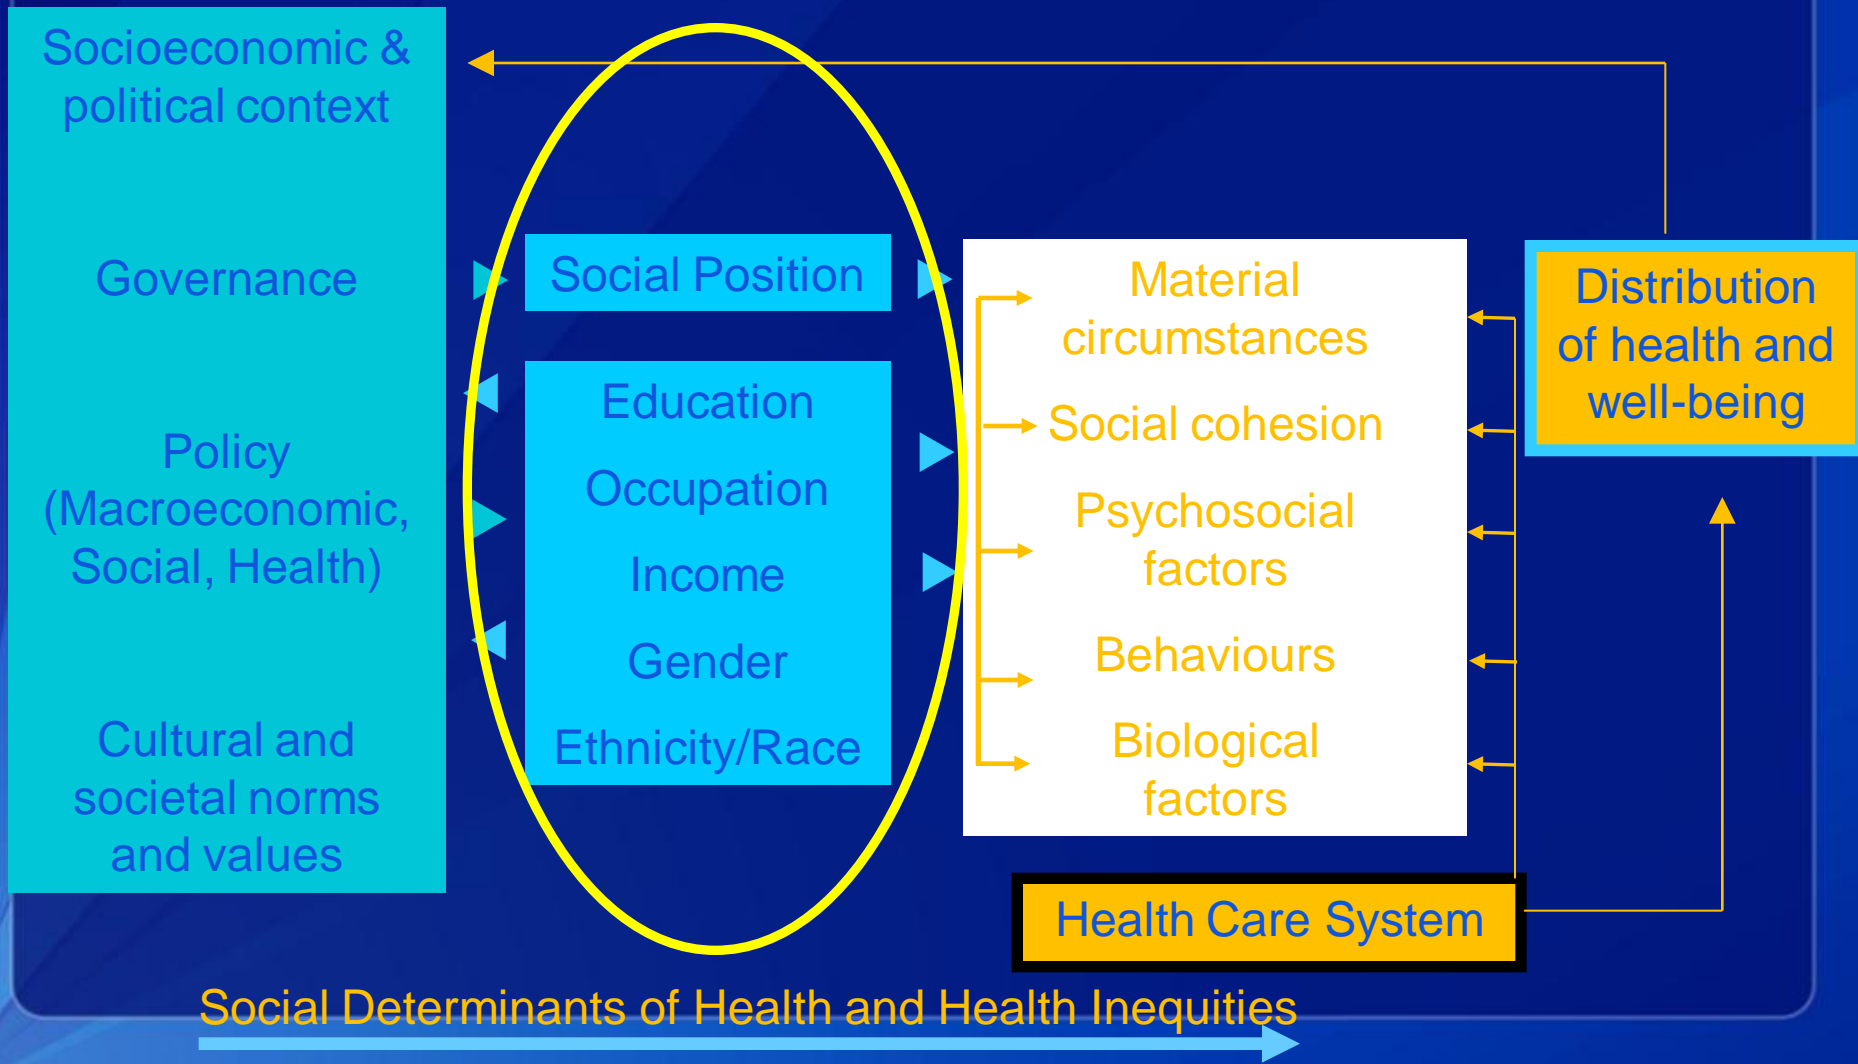 Socioeconomic &
political context
Governance
Policy
(Macroeconomic,
Social, Health)
Cultural and
societal norms
and values
Social Position
Education
Occupation
Income
Gender
Ethnicity/Race
Material
circumstances
Social cohesion
Psychosocial
factors
Behaviours
Biological
factors
Distribution
of health and
well-being
Health Care System
Social Determinants of Health and Health Inequities